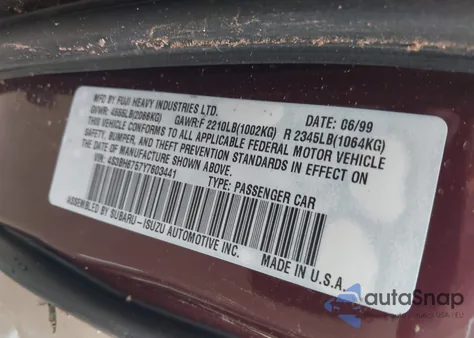 MFD BY FUJI HEAVY INDUSTRIES LTD. DATE: 06/99
GVWR: 4555LB(2066KG) GAWR:F 2210LB(1002KG) R 2345LB(1064KG)
THIS VEHICLE CONFORMS TO ALL APPLICABLE FEDERAL MOTOR VEHICLE
SAFETY, BUMPER, AND THEFT PREVENTION STANDARDS IN EFFECT ON
THE DATE OF MANUFACTURE SHOWN ABOVE.
4S3BH6757Y7603441 TYPE: PASSENGER CAR
ASSEMBLED BY SUBARU-ISUZU AUTOMOTIVE INC.
MADE IN U.S.A.
autoSnap